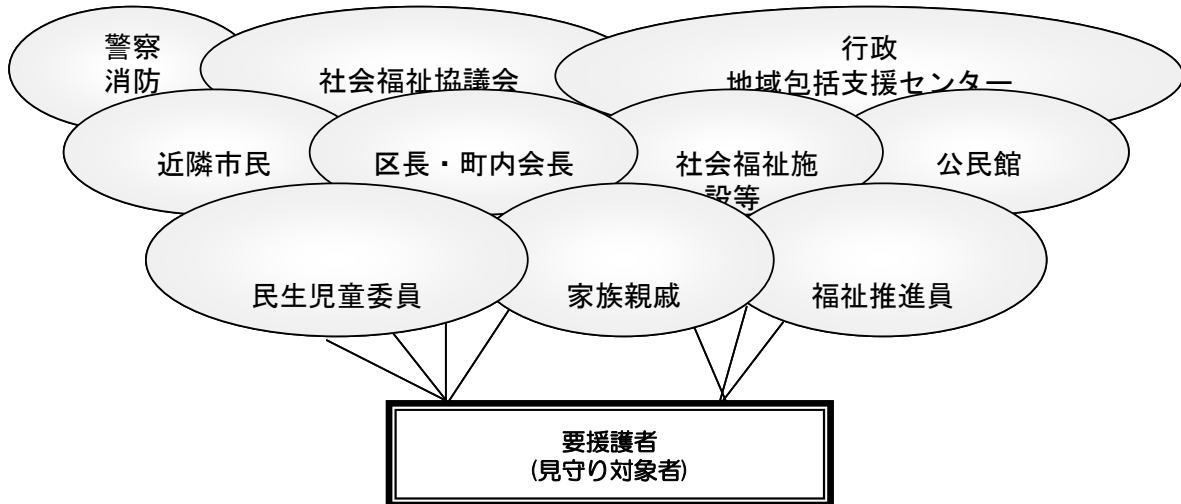 警察
消防
社会福祉協議会
行政
地域包括支援センター
近隣市民
区長・町内会長
社会福祉施
設等
公民館
民生児童委員
家族親戚
福祉推進員
要援護者
(見守り対象者)